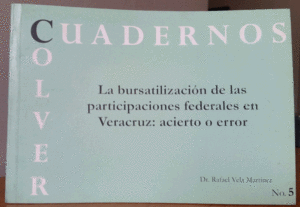 CUADERNOS
COLVER
La bursatilización de las
participaciones federales en
Veracruz: acierto o error
Dr. Rafael Vela Martínez
No. 5